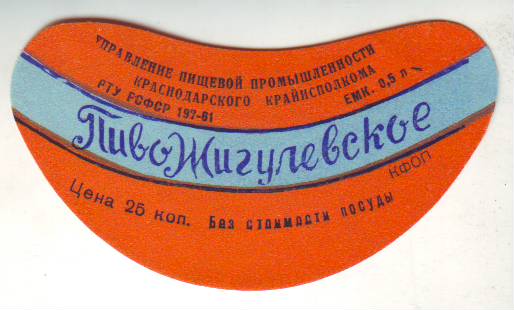 УПРАВЛЕНИЕ ПИЩЕВОЙ ПРОМЫШЛЕННОСТИ
КРАСНОДАРСКОГО КРАЙИСПОЛКОМА
РТУ РСФСР 197-61 ЕМК. 0,5 л
Пиво Жигулевское
КФОП
Цена 25 коп. Без стоимости посуды